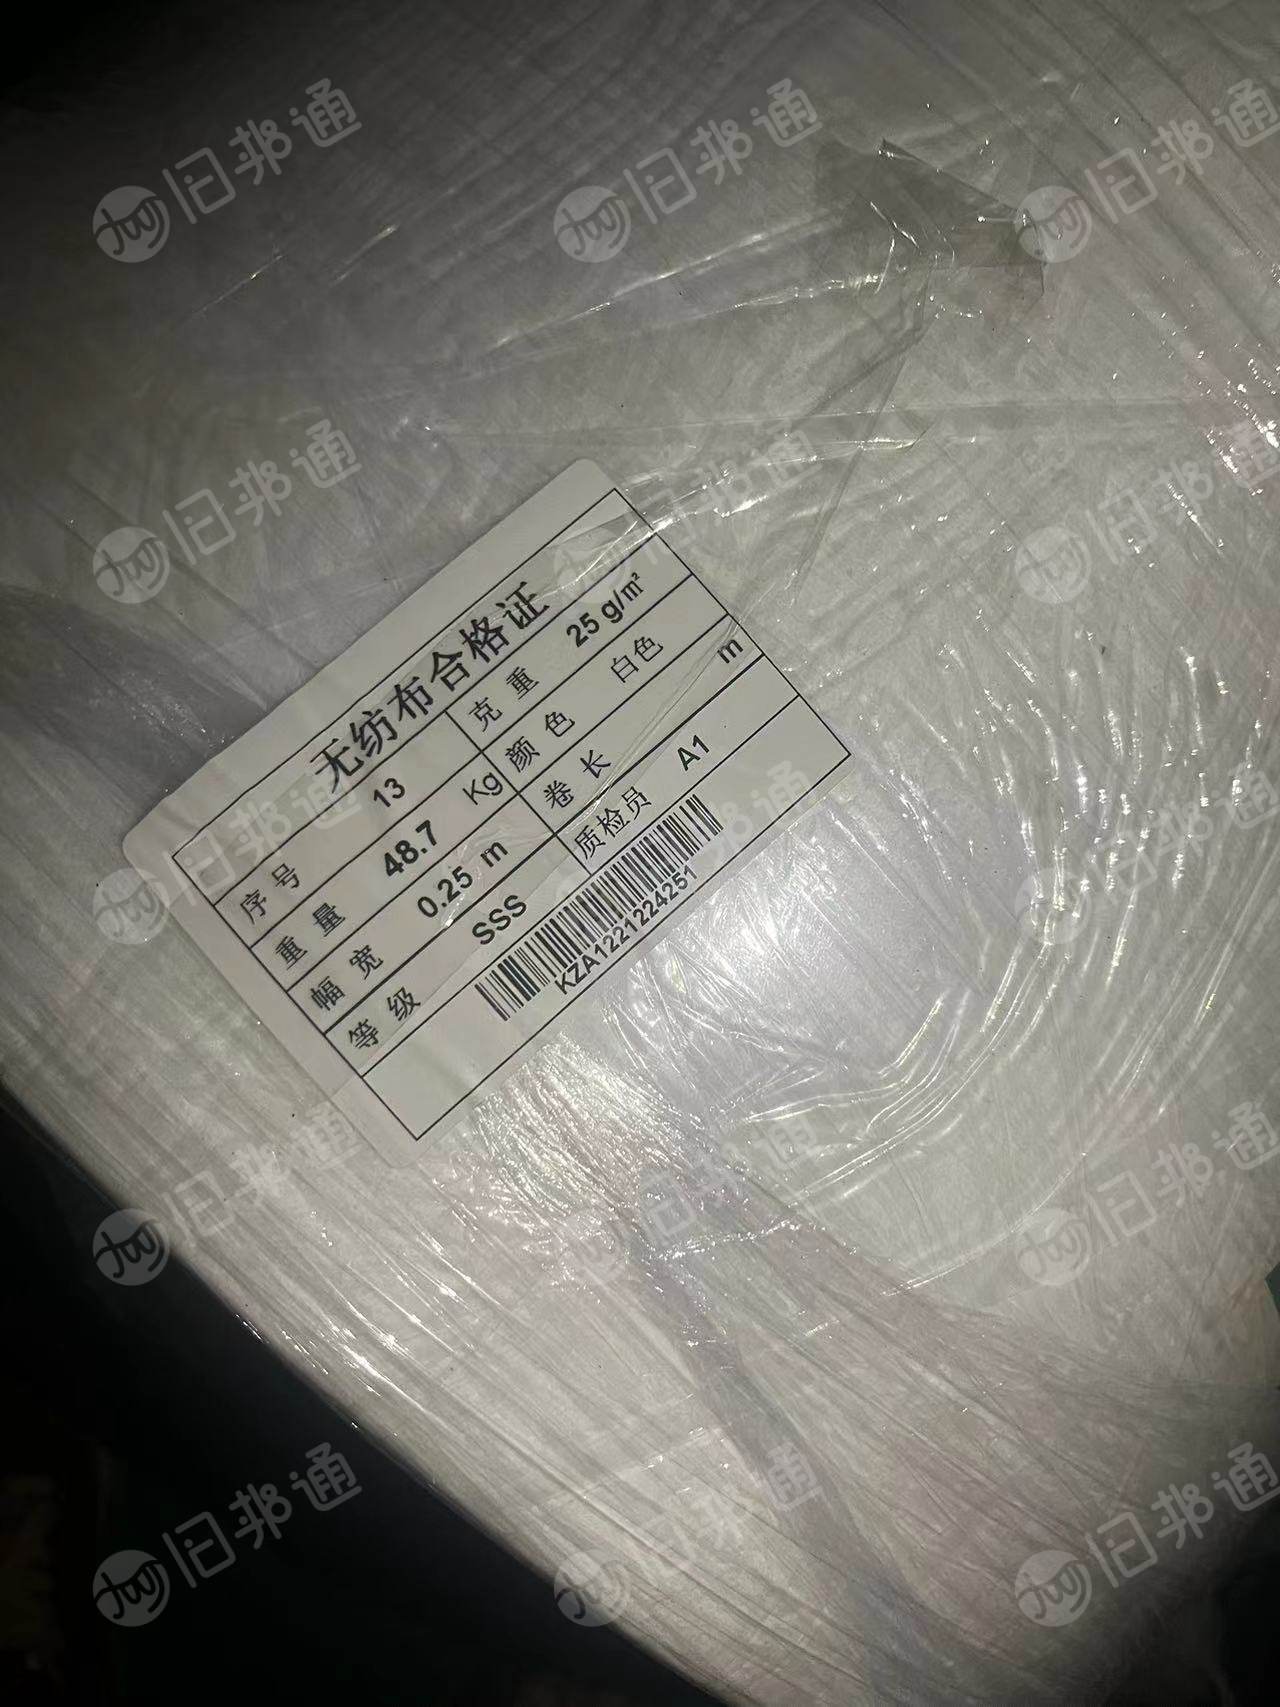 无纺布合格证
序号 13 克重 25 g/m²
重量 48.7 Kg 颜色 白色
幅宽 0.25 m 卷长 m
等级 SSS 质检员 A1
KZA1221224251
旧邦通